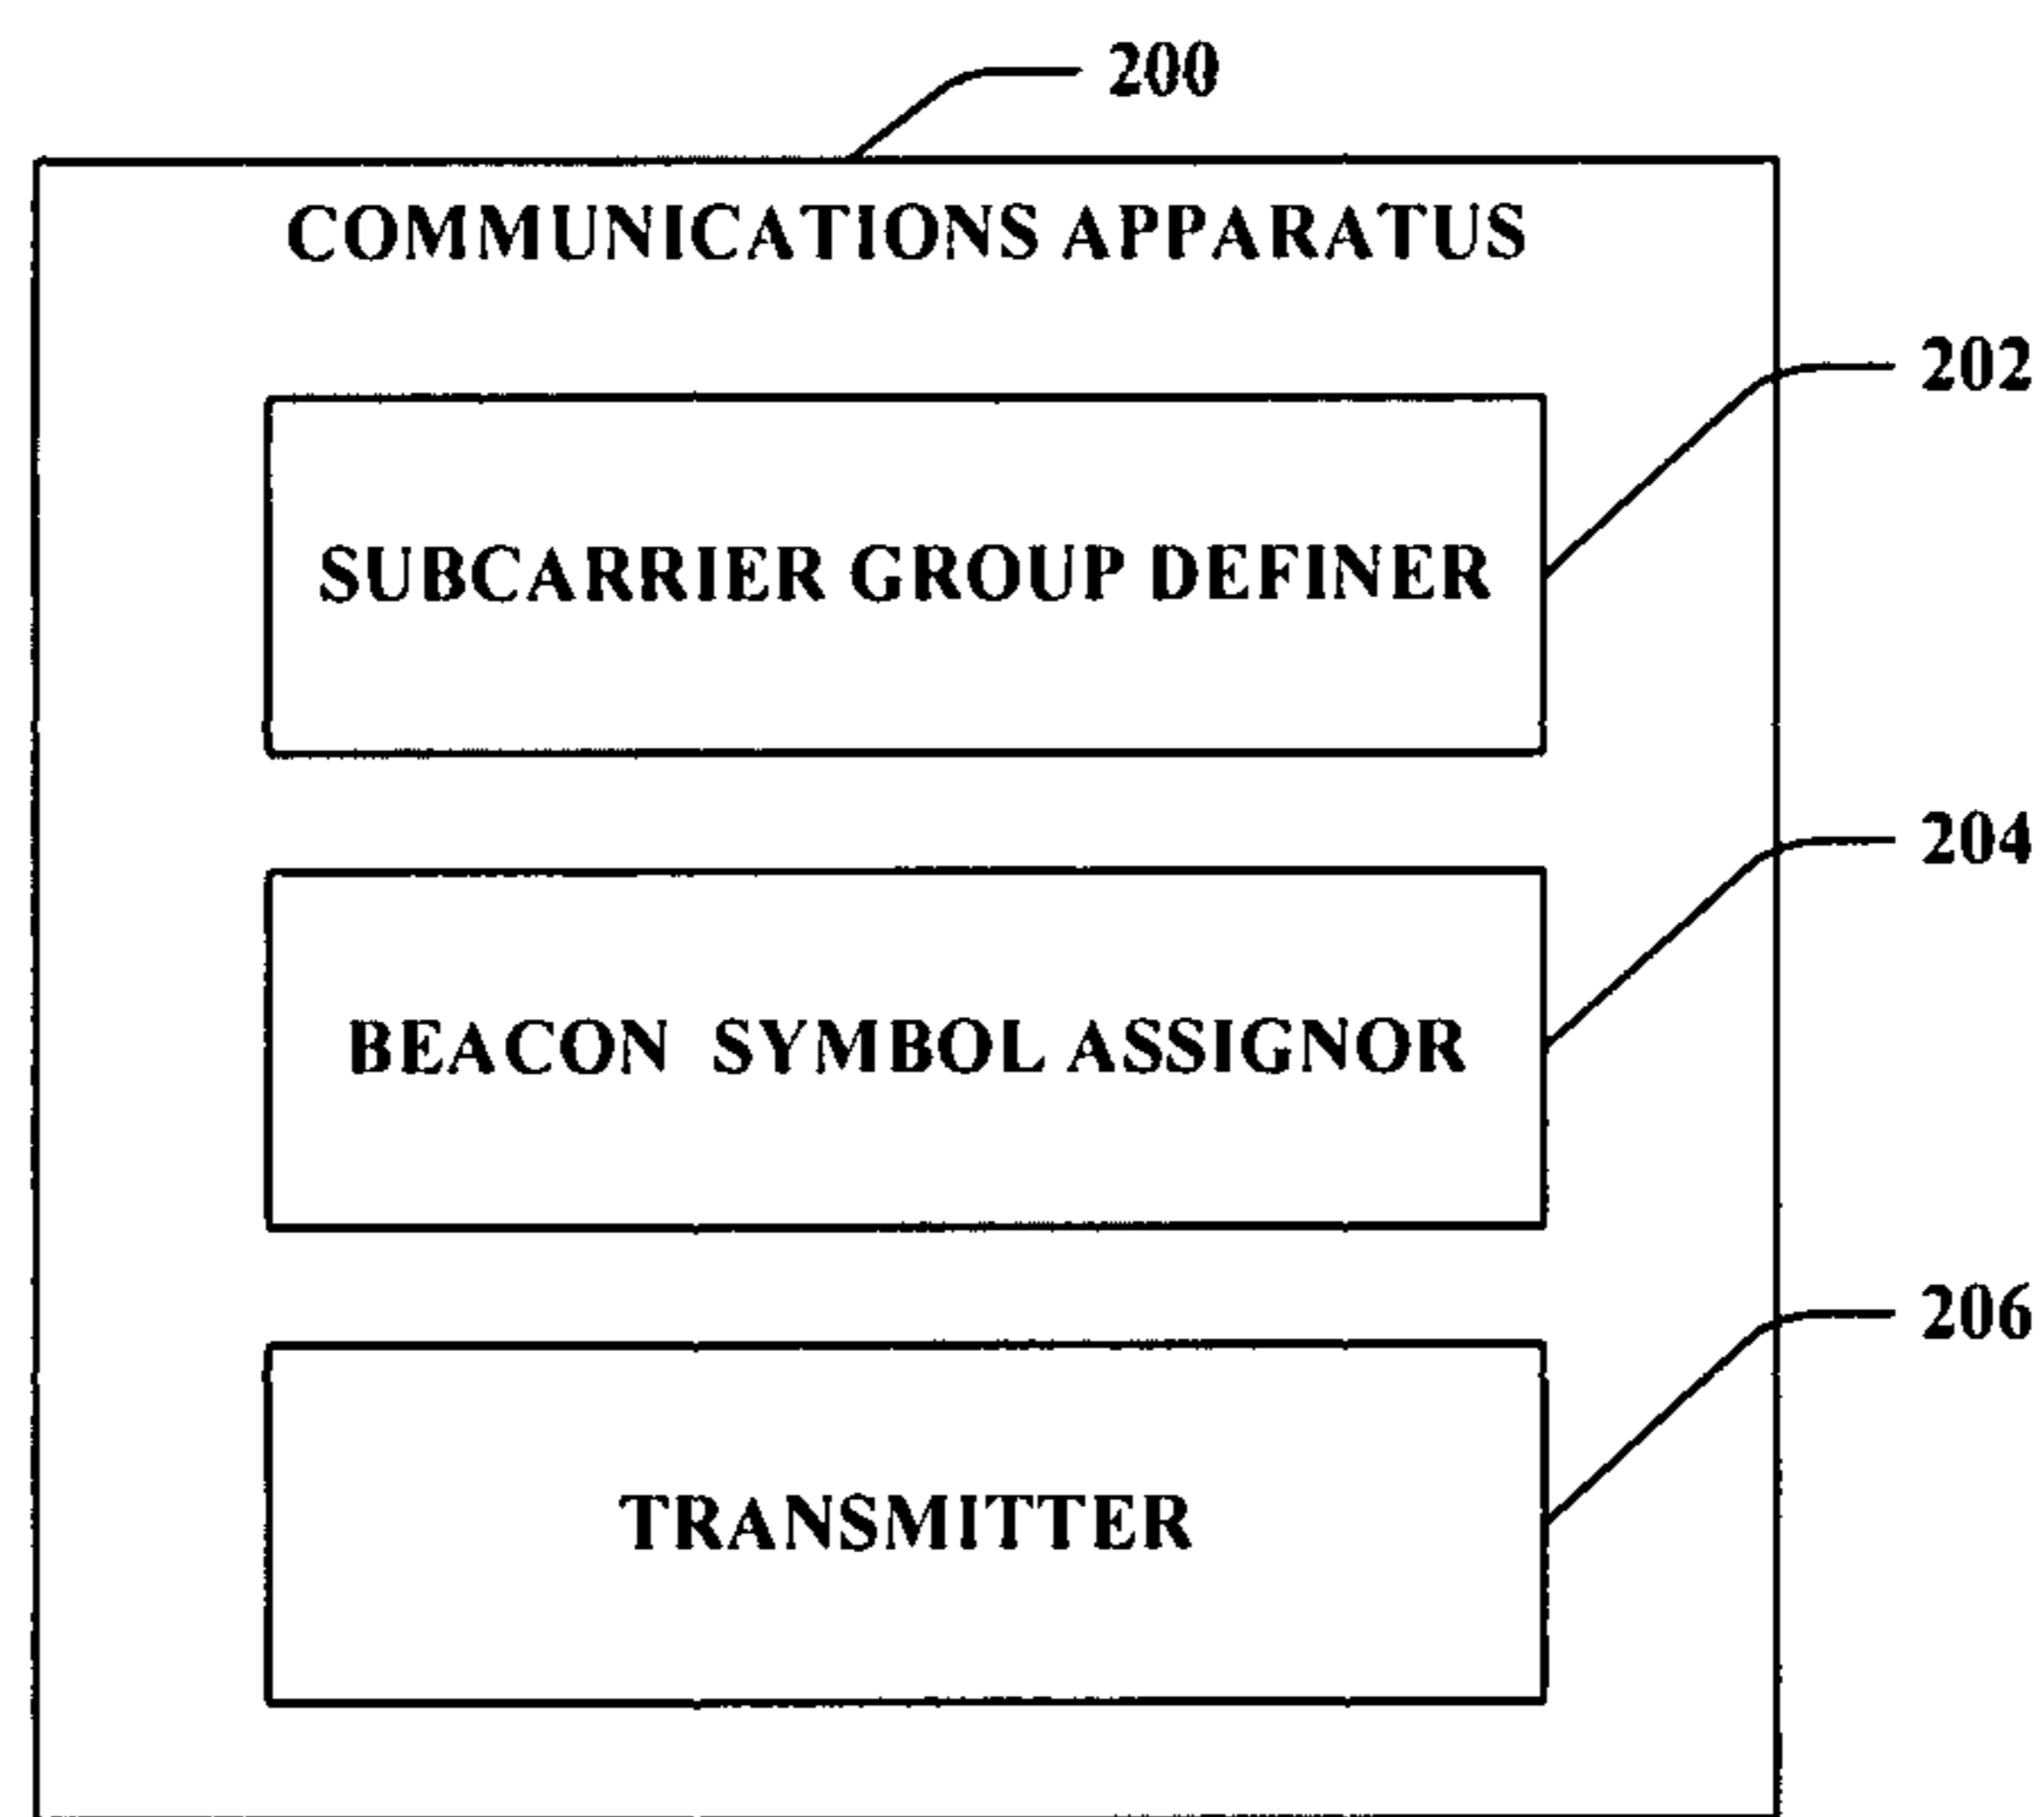 200
COMMUNICATIONS APPARATUS
202
SUBCARRIER GROUP DEFINER
204
BEACON SYMBOL ASSIGNOR
206
TRANSMITTER